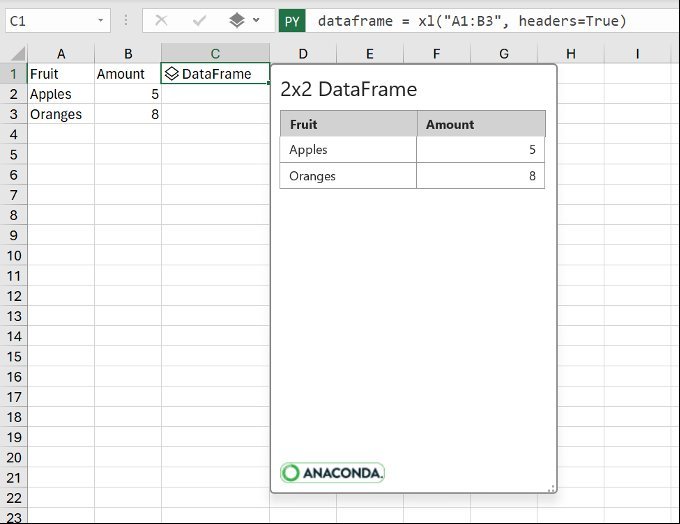 C1 PY dataframe = xl("A1:B3", headers=True)
A B C D E F G H I
1 Fruit Amount DataFrame
2 Apples 5
3 Oranges 8
4
5
6
7
8
9
10
11
12
13
14
15
16
17
18
19
20
21
22
23
2x2 DataFrame
Fruit Amount
Apples 5
Oranges 8
ANACONDA.